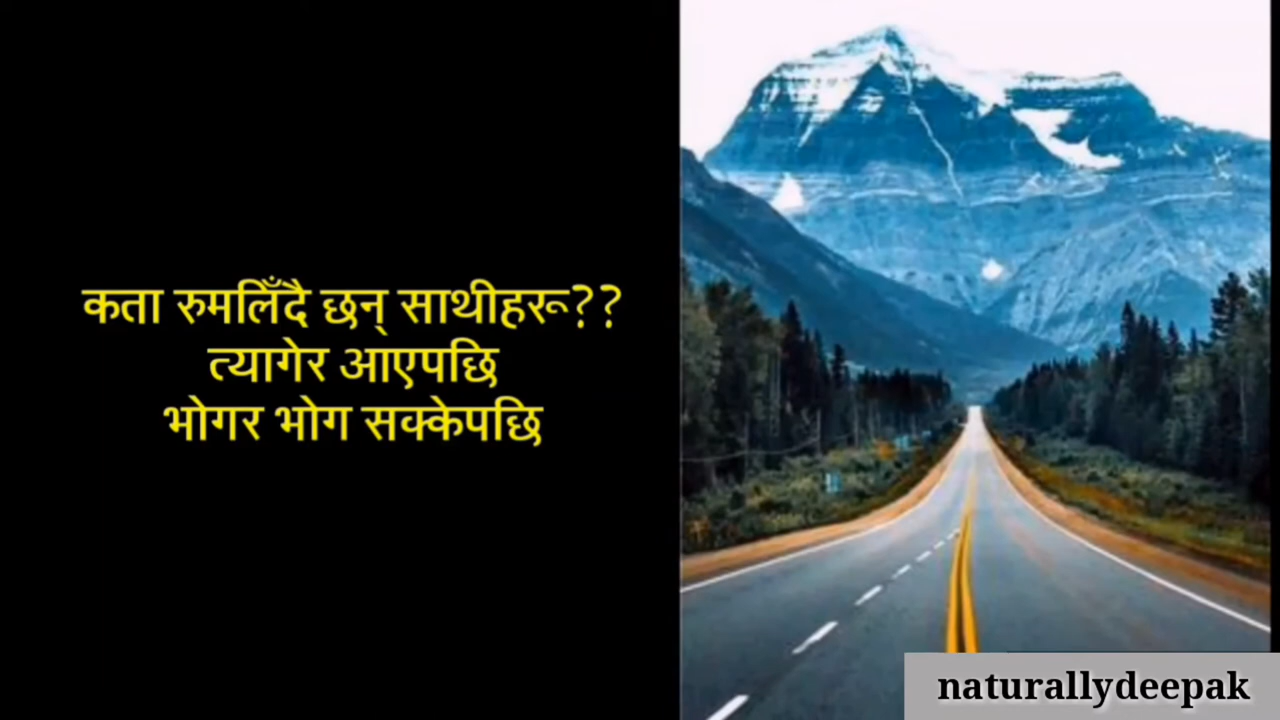 कता रुमलिँदै छन् साथीहरू??
त्यागेर आएपछि
भोगर भोग सक्केपछि
naturallydeepak